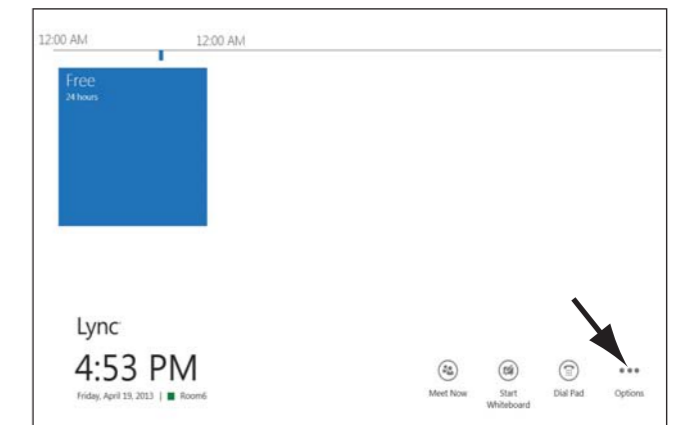 12:00 AM 12:00 AM
Free
24 hours
Lync
4:53 PM
Friday, April 19, 2013 | Room6
Meet Now
Start
Whiteboard
Dial Pad
Options